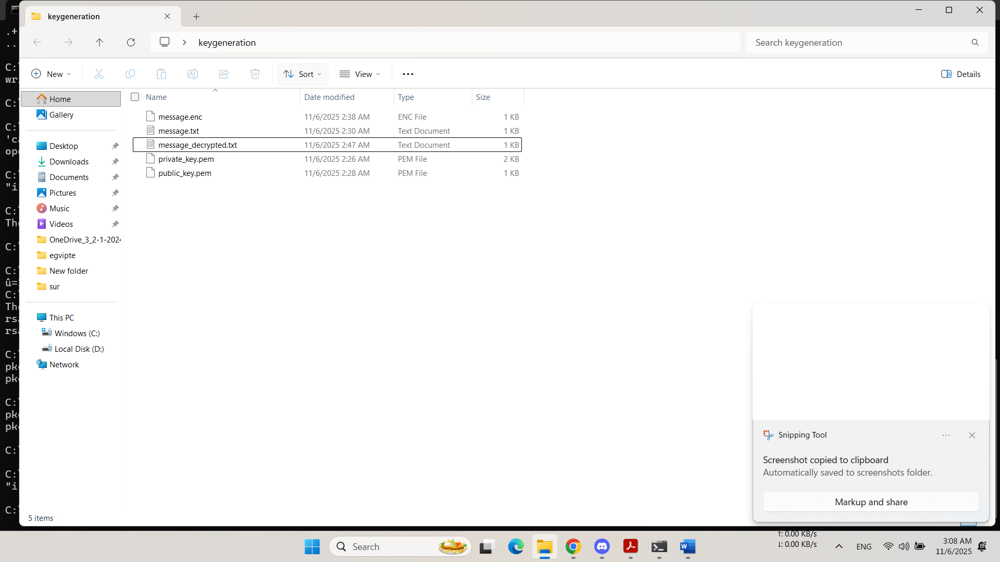 keygeneration
keygeneration
Search keygeneration
New
Sort
View
Details
Home
Gallery
Desktop
Downloads
Documents
Pictures
Music
Videos
OneDrive_3_2-1-2024
egvipte
New folder
sur
This PC
Windows (C:)
Local Disk (D:)
Network
Name Date modified Type Size
message.enc 11/6/2025 2:38 AM ENC File 1 KB
message.txt 11/6/2025 2:30 AM Text Document 1 KB
message_decrypted.txt 11/6/2025 2:47 AM Text Document 1 KB
private_key.pem 11/6/2025 2:26 AM PEM File 2 KB
public_key.pem 11/6/2025 2:28 AM PEM File 1 KB
5 items
Snipping Tool
Screenshot copied to clipboard
Automatically saved to screenshots folder.
Markup and share
Search
↑: 0.00 KB/s
↓: 0.00 KB/s
ENG
3:08 AM
11/6/2025